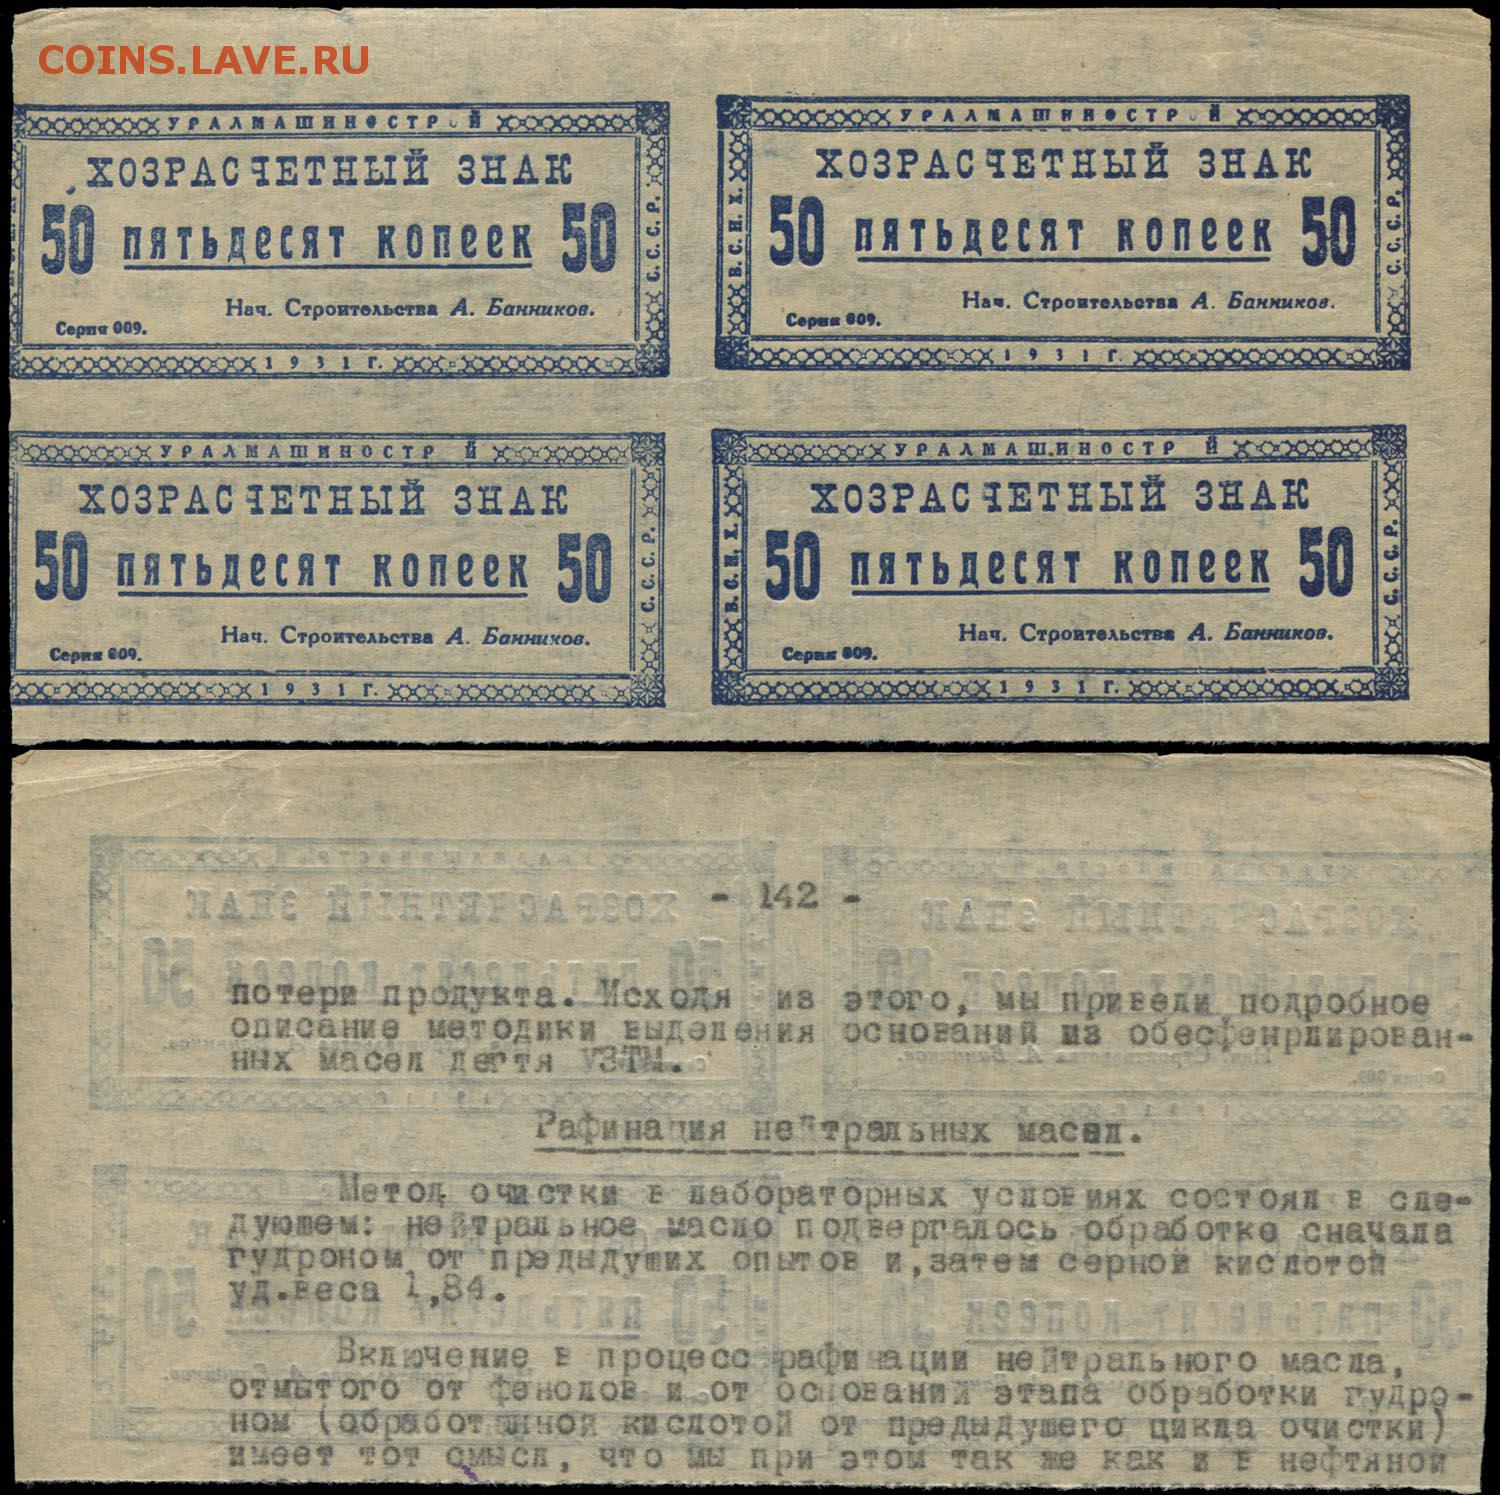 COINS.LAVE.RU
УРАЛМАШИНОСТР Й
ХОЗРАСЧЕТНЫЙ ЗНАК
50 ПЯТЬДЕСЯТ КОПЕЕК 50
Нач. Строительства А. Банников.
Серия 009.
1931 Г.
С.С.С.Р.
УРАЛМАШИНОСТР Й
ХОЗРАСЧЕТНЫЙ ЗНАК
50 ПЯТЬДЕСЯТ КОПЕЕК 50
Нач. Строительства А. Банников.
Серия 009.
1931 Г.
В.С.Н.Х.
С.С.С.Р.
УРАЛМАШИНОСТР Й
ХОЗРАСЧЕТНЫЙ ЗНАК
50 ПЯТЬДЕСЯТ КОПЕЕК 50
Нач. Строительства А. Банников.
Серия 009.
1931 Г.
С.С.С.Р.
УРАЛМАШИНОСТР Й
ХОЗРАСЧЕТНЫЙ ЗНАК
50 ПЯТЬДЕСЯТ КОПЕЕК 50
Нач. Строительства А. Банников.
Серия 009.
1931 Г.
В.С.Н.Х.
С.С.С.Р.
- 142 -
потери продукта. Исходя из этого, мы привели подробное
описание методики выделения оснований из обесфенрлирован-
ных масел дегтя УЗТМ.
Рафинация нейтральных масел.
Метод очистки в лабораторных условиях состоял в сле-
дующем: нейтральное масло подвергалось обработке сначала
гудроном от предыдущих опытов и, затем серной кислотой
уд.веса 1,84.
Включение в процесс рафинации нейтрального масла,
отмытого от фенолов и от оснований этапа обработки гудро-
ном (обработанной кислотой от предыдущего цикла очистки)
имеет тот смысл, что мы при этом так же как и в нефтяной